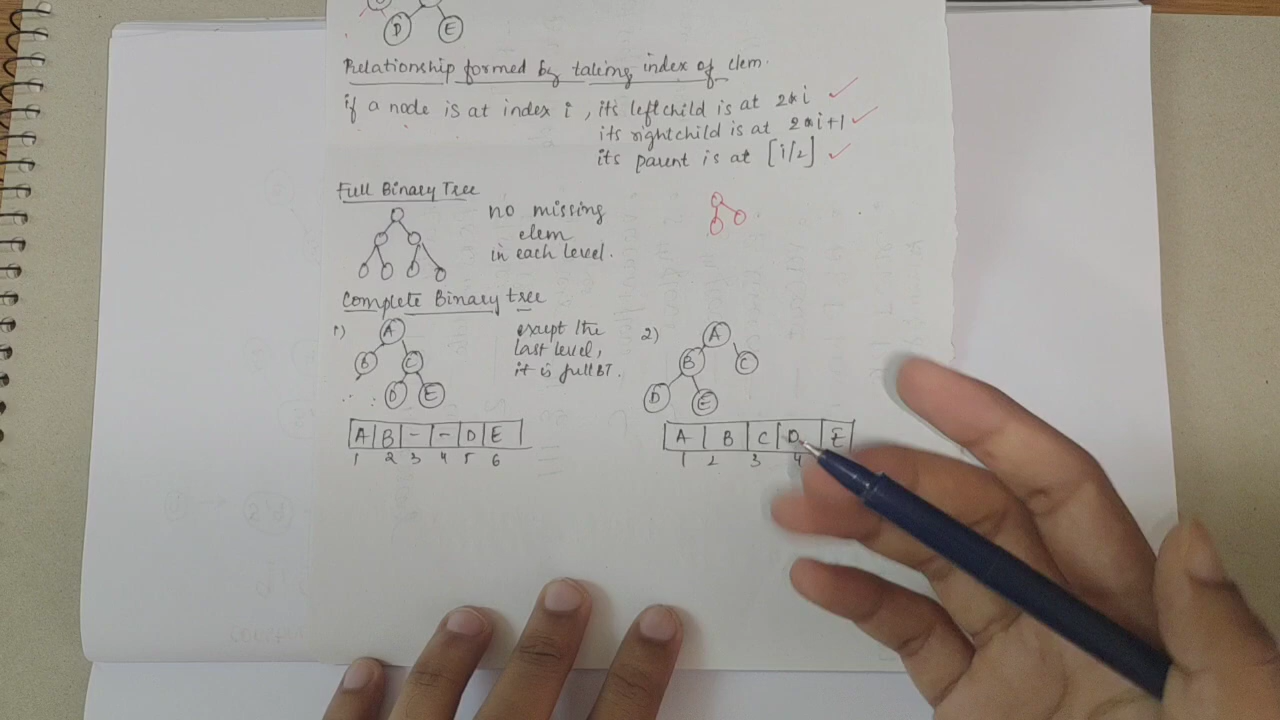 D E
Relationship formed by taking index of elem.
if a node is at index i , its leftchild is at 2*i
its rightchild is at 2*i+1
its parent is at [i/2]
Full Binary Tree
no missing
elem
in each level.
Complete Binary tree
1) A
B C
D E
except the
last level,
it is full BT.
2) A
B C
D E
A B - - D E
1 2 3 4 5 6
A B C D E
1 2 3 4